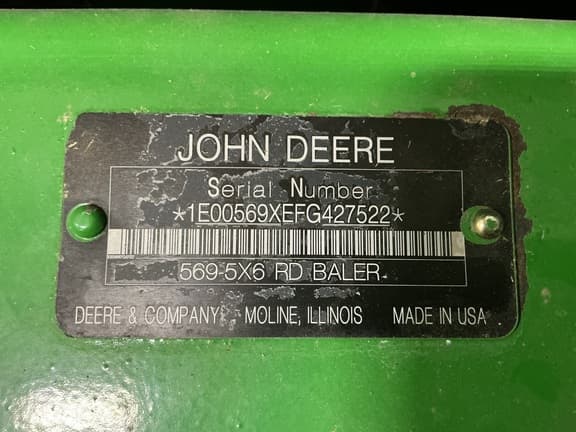 JOHN DEERE
Serial Number
*1E00569XEFG427522*
569 5X6 RD BALER
DEERE & COMPANY MOLINE, ILLINOIS MADE IN USA